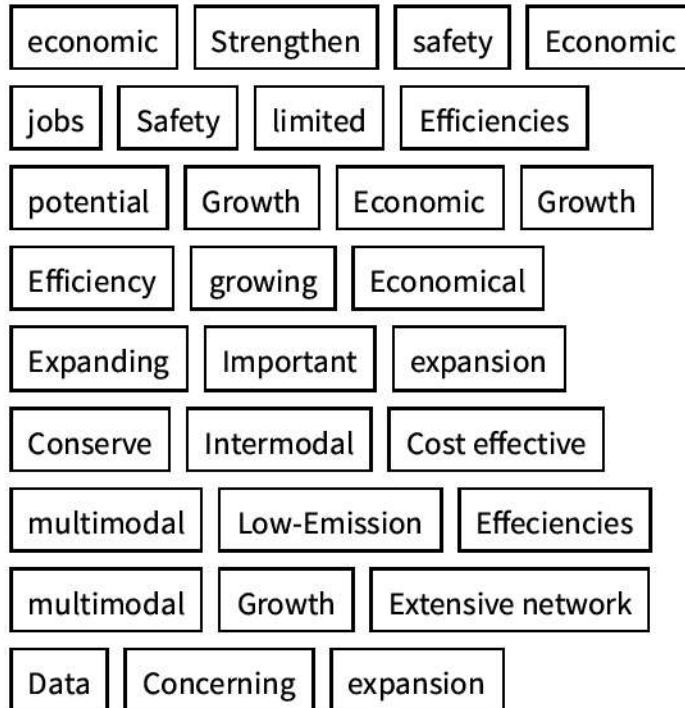 economic Strengthen safety Economic
jobs Safety limited Efficiencies
potential Growth Economic Growth
Efficiency growing Economical
Expanding Important expansion
Conserve Intermodal Cost effective
multimodal Low-Emission Effeciencies
multimodal Growth Extensive network
Data Concerning expansion